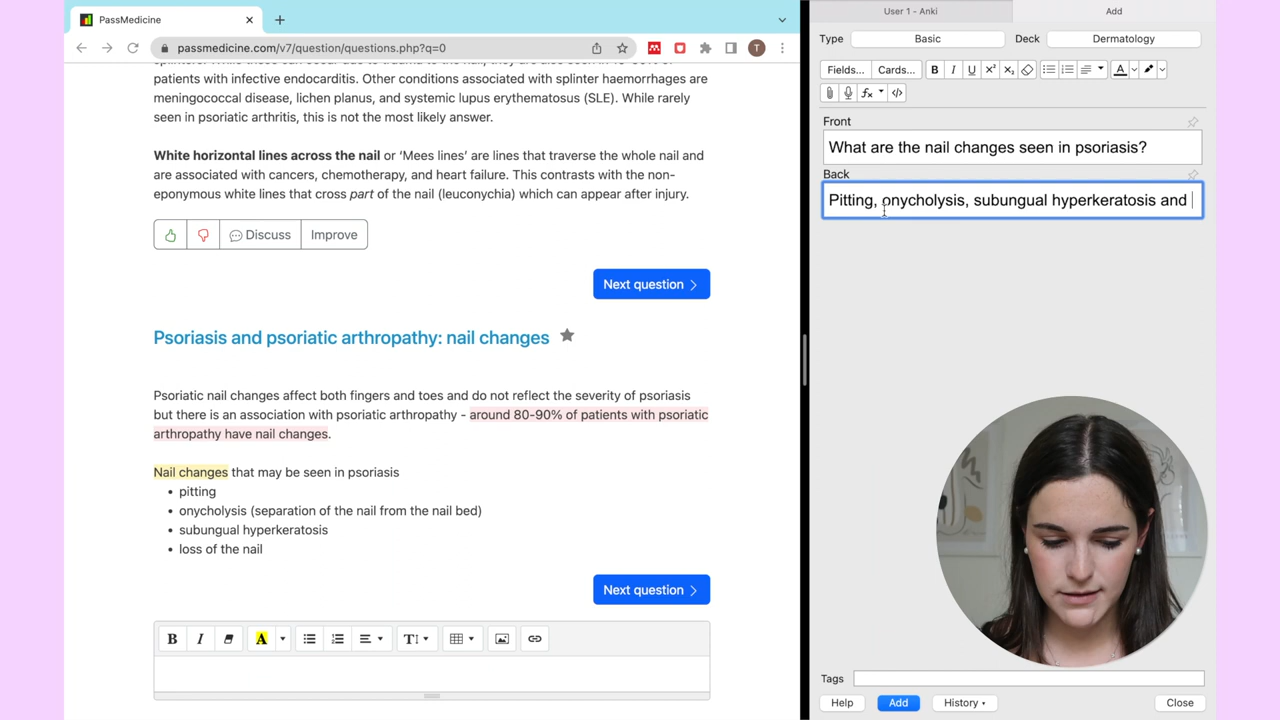 PassMedicine
User 1 - Anki
Add
passmedicine.com/v7/question/questions.php?q=0
T
Type
Basic
Deck
Dermatology
Fields...
Cards...
B I U x² x₂
A
fx
patients with infective endocarditis. Other conditions associated with splinter haemorrhages are
meningococcal disease, lichen planus, and systemic lupus erythematosus (SLE). While rarely
seen in psoriatic arthritis, this is not the most likely answer.
White horizontal lines across the nail or ‘Mees lines’ are lines that traverse the whole nail and
are associated with cancers, chemotherapy, and heart failure. This contrasts with the non-
eponymous white lines that cross part of the nail (leuconychia) which can appear after injury.
Discuss
Improve
Next question
Psoriasis and psoriatic arthropathy: nail changes
Psoriatic nail changes affect both fingers and toes and do not reflect the severity of psoriasis
but there is an association with psoriatic arthropathy - around 80-90% of patients with psoriatic
arthropathy have nail changes.
Nail changes that may be seen in psoriasis
• pitting
• onycholysis (separation of the nail from the nail bed)
• subungual hyperkeratosis
• loss of the nail
Next question
B I A T
Front
What are the nail changes seen in psoriasis?
Back
Pitting, onycholysis, subungual hyperkeratosis and
Tags
Help
Add
History
Close